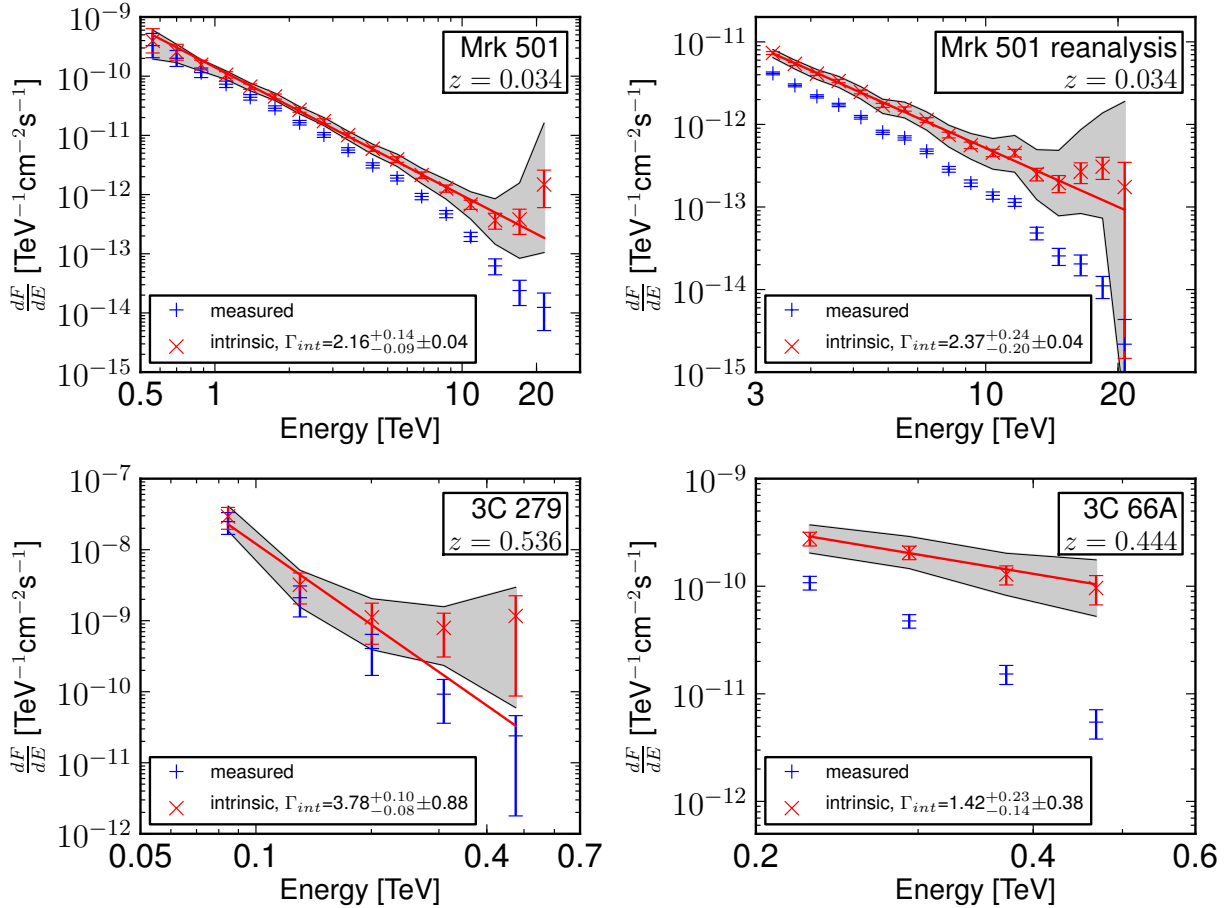 10⁻⁹
10⁻¹⁰
10⁻¹¹
10⁻¹²
10⁻¹³
10⁻¹⁴
10⁻¹⁵
dF/dE [TeV⁻¹cm⁻²s⁻¹]
Mrk 501
z = 0.034
measured
intrinsic, Γ_int=2.16^{+0.14}_{−0.09}±0.04
0.5 1 10 20
Energy [TeV]
10⁻¹¹
10⁻¹²
10⁻¹³
10⁻¹⁴
10⁻¹⁵
dF/dE [TeV⁻¹cm⁻²s⁻¹]
Mrk 501 reanalysis
z = 0.034
measured
intrinsic, Γ_int=2.37^{+0.24}_{−0.20}±0.04
3 10 20
Energy [TeV]
10⁻⁷
10⁻⁸
10⁻⁹
10⁻¹⁰
10⁻¹¹
10⁻¹²
dF/dE [TeV⁻¹cm⁻²s⁻¹]
3C 279
z = 0.536
measured
intrinsic, Γ_int=3.78^{+0.10}_{−0.08}±0.88
0.05 0.1 0.4 0.7
Energy [TeV]
10⁻⁹
10⁻¹⁰
10⁻¹¹
10⁻¹²
dF/dE [TeV⁻¹cm⁻²s⁻¹]
3C 66A
z = 0.444
measured
intrinsic, Γ_int=1.42^{+0.23}_{−0.14}±0.38
0.2 0.4 0.6
Energy [TeV]